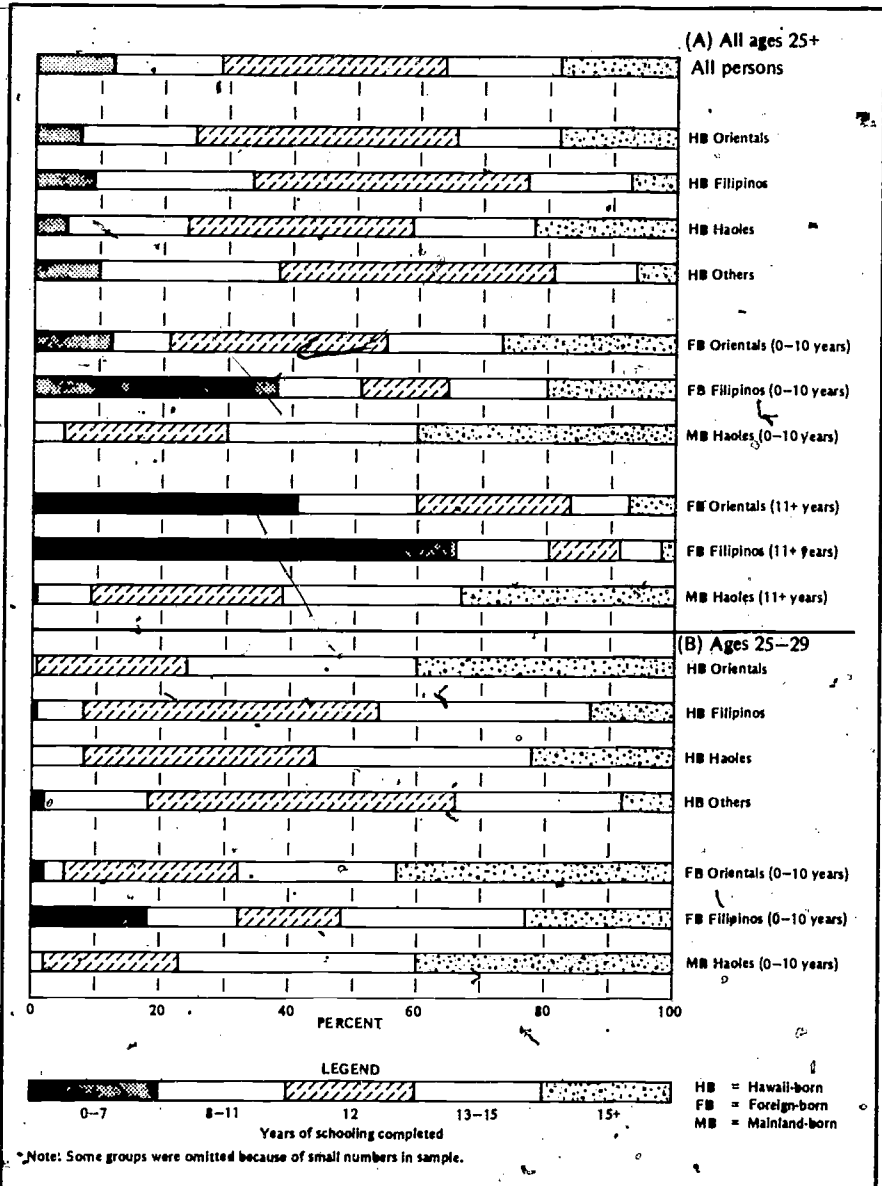 (A) All ages 25+
All persons
HB Orientals
HB Filipinos
HB Haoles
HB Others
FB Orientals (0–10 years)
FB Filipinos (0–10 years)
MB Haoles (0–10 years)
FB Orientals (11+ years)
FB Filipinos (11+ years)
MB Haoles (11+ years)
(B) Ages 25–29
HB Orientals
HB Filipinos
HB Haoles
HB Others
FB Orientals (0–10 years)
FB Filipinos (0–10 years)
MB Haoles (0–10 years)
0 20 40 60 80 100
PERCENT
LEGEND
0–7 8–11 12 13–15 15+
Years of schooling completed
HB = Hawaii-born
FB = Foreign-born
MB = Mainland-born
Note: Some groups were omitted because of small numbers in sample.